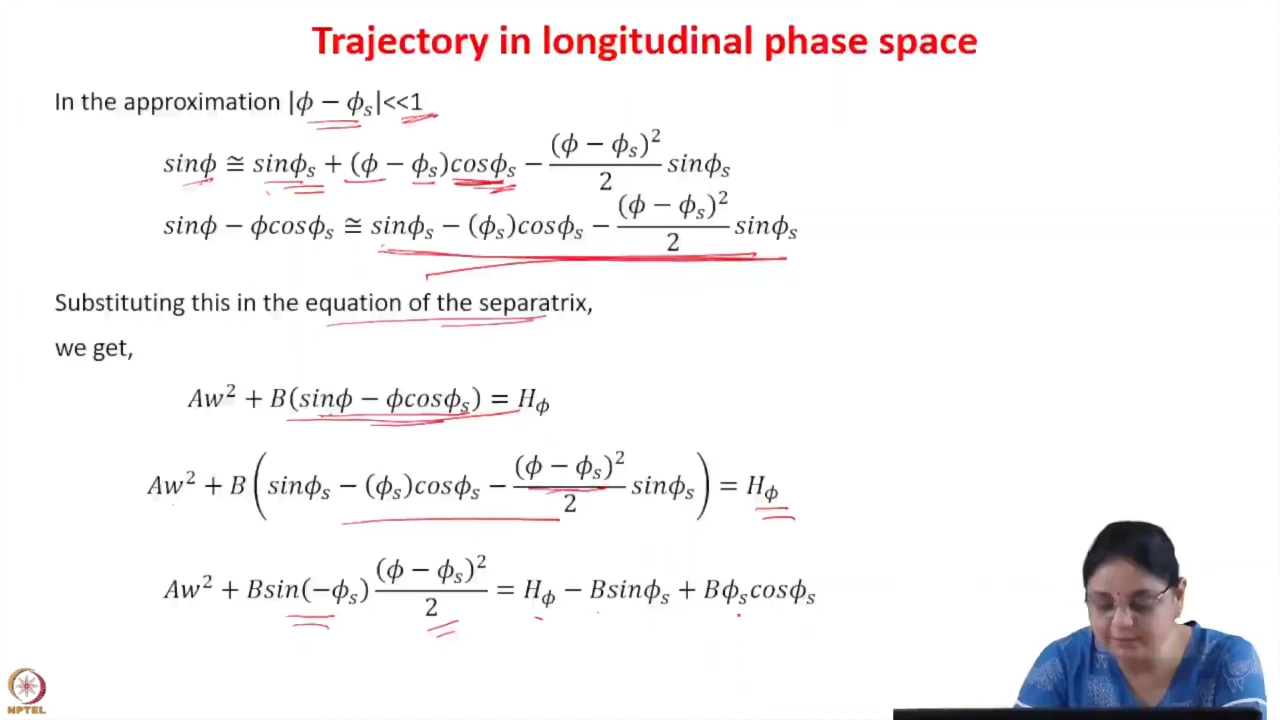 Trajectory in longitudinal phase space
In the approximation |ϕ − ϕₛ|<<1
sinϕ ≅ sinϕₛ + (ϕ − ϕₛ)cosϕₛ − (ϕ − ϕₛ)²/2 sinϕₛ
sinϕ − ϕcosϕₛ ≅ sinϕₛ − (ϕₛ)cosϕₛ − (ϕ − ϕₛ)²/2 sinϕₛ
Substituting this in the equation of the separatrix,
we get,
Aw² + B(sinϕ − ϕcosϕₛ) = H_ϕ
Aw² + B(sinϕₛ − (ϕₛ)cosϕₛ − (ϕ − ϕₛ)²/2 sinϕₛ) = H_ϕ
Aw² + Bsin(−ϕₛ) (ϕ − ϕₛ)²/2 = H_ϕ − Bsinϕₛ + Bϕₛcosϕₛ
NPTEL